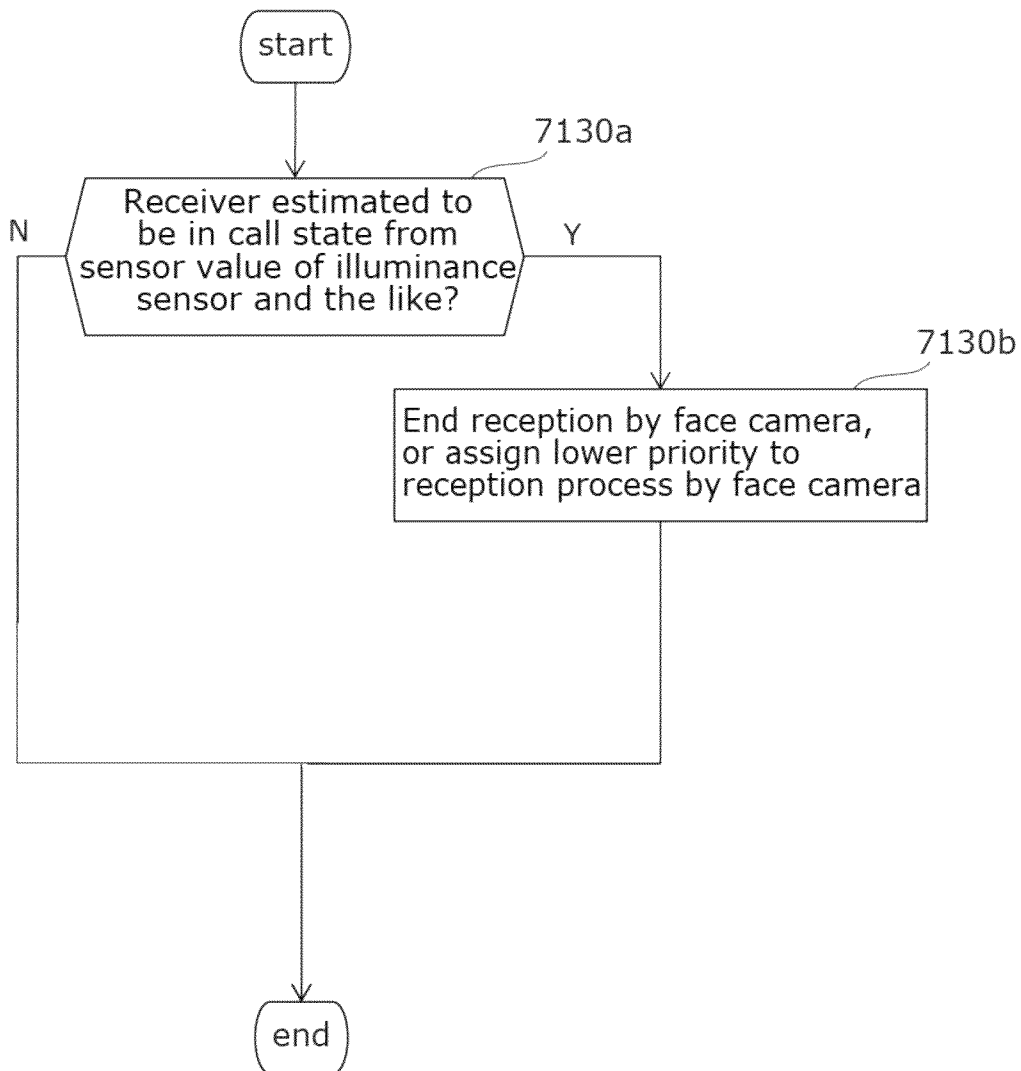 start
7130a
Receiver estimated to
be in call state from
sensor value of illuminance
sensor and the like?
N
Y
7130b
End reception by face camera,
or assign lower priority to
reception process by face camera
end